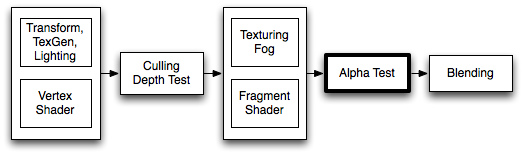 Transform,
TexGen,
Lighting
Vertex
Shader
Culling
Depth Test
Texturing
Fog
Fragment
Shader
Alpha Test
Blending